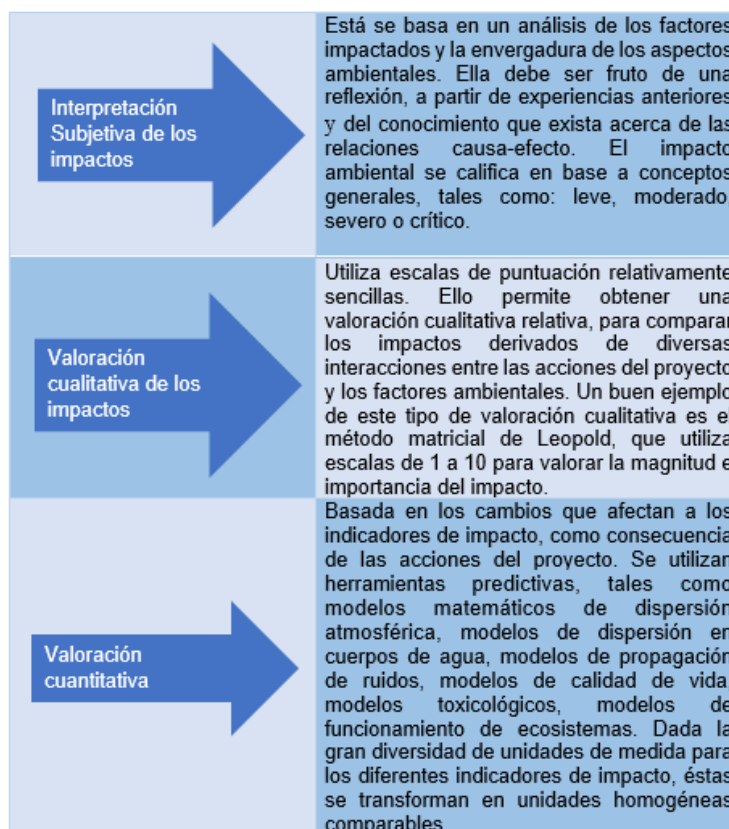 Interpretación
Subjetiva de los
impactos
Está se basa en un análisis de los factores
impactados y la envergadura de los aspectos
ambientales. Ella debe ser fruto de una
reflexión, a partir de experiencias anteriores
y del conocimiento que exista acerca de las
relaciones causa-efecto. El impacto
ambiental se califica en base a conceptos
generales, tales como: leve, moderado
severo o crítico.
Valoración
cualitativa de los
impactos
Utiliza escalas de puntuación relativamente
sencillas. Ello permite obtener una
valoración cualitativa relativa, para comparar
los impactos derivados de diversas
interacciones entre las acciones del proyecto
y los factores ambientales. Un buen ejemplo
de este tipo de valoración cualitativa es el
método matricial de Leopold, que utiliza
escalas de 1 a 10 para valorar la magnitud e
importancia del impacto.
Valoración
cuantitativa
Basada en los cambios que afectan a los
indicadores de impacto, como consecuencia
de las acciones del proyecto. Se utilizan
herramientas predictivas, tales como
modelos matemáticos de dispersión
atmosférica, modelos de dispersión en
cuerpos de agua, modelos de propagación
de ruidos, modelos de calidad de vida
modelos toxicológicos, modelos de
funcionamiento de ecosistemas. Dada la
gran diversidad de unidades de medida para
los diferentes indicadores de impacto, éstas
se transforman en unidades homogéneas
comparables